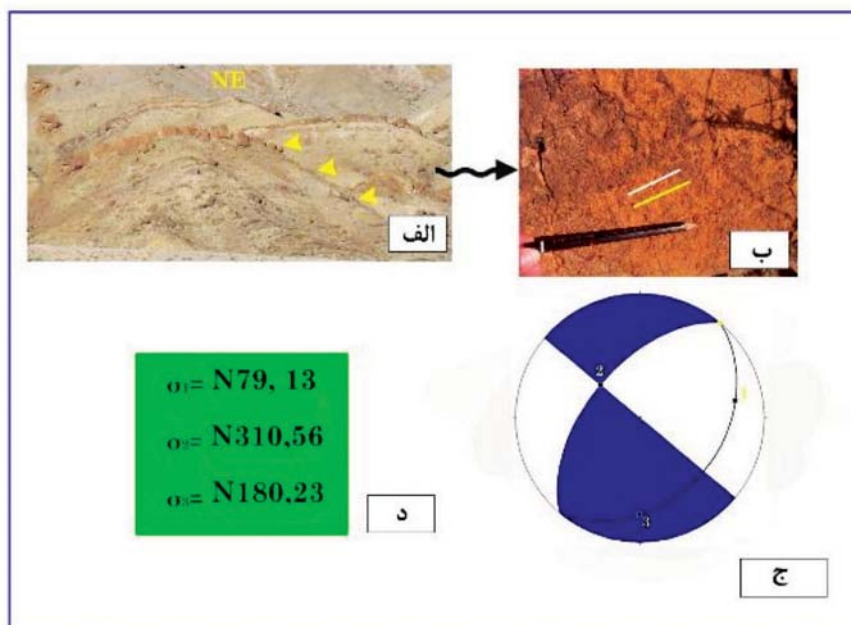 NE
الف
ب
σ₁= N79, 13
σ₂= N310,56
σ₃= N180,23
د
2
1
3
ج